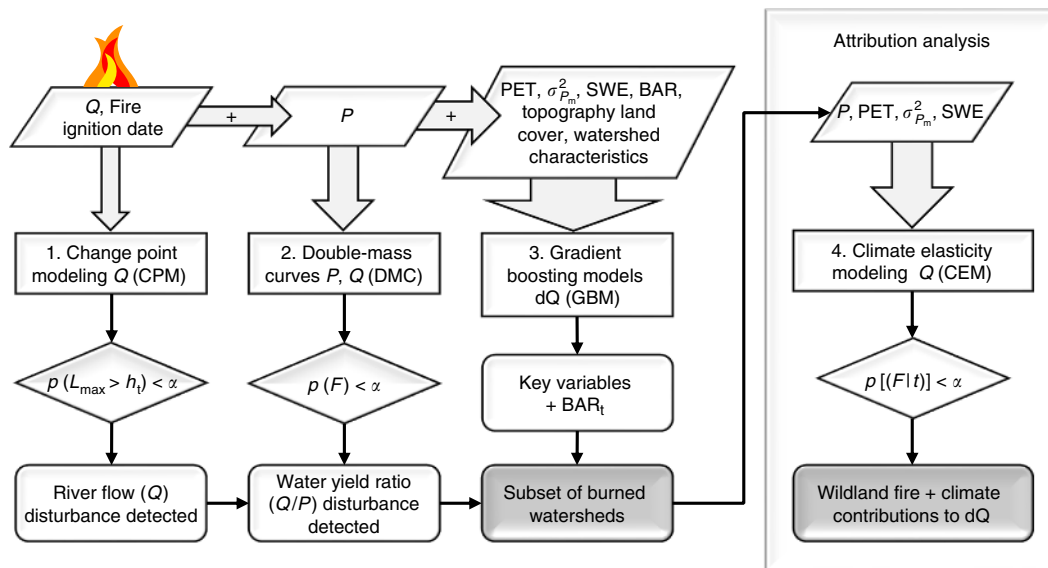 Attribution analysis
Q, Fire
ignition date
+
P
+
PET, σ²Pm, SWE, BAR,
topography land
cover, watershed
characteristics
P, PET, σ²Pm, SWE
1. Change point
modeling Q (CPM)
2. Double-mass
curves P, Q (DMC)
3. Gradient
boosting models
dQ (GBM)
4. Climate elasticity
modeling Q (CEM)
p (Lmax > ht) < α
p (F) < α
Key variables
+ BARt
p [(F| t)] < α
River flow (Q)
disturbance detected
Water yield ratio
(Q/P) disturbance
detected
Subset of burned
watersheds
Wildland fire + climate
contributions to dQ